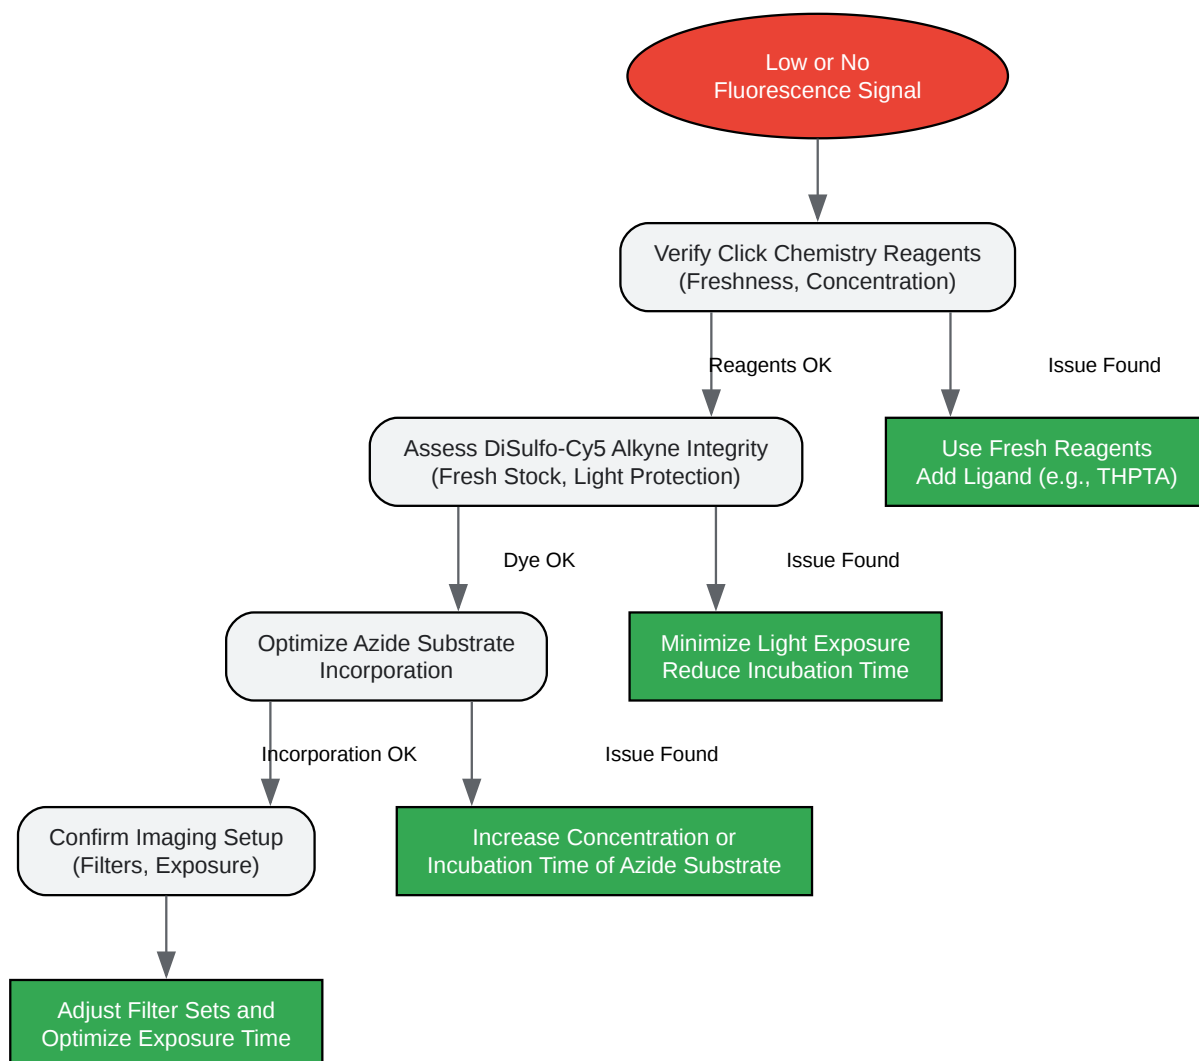 Low or No
Fluorescence Signal
Verify Click Chemistry Reagents
(Freshness, Concentration)
Reagents OK
Issue Found
Assess DiSulfo-Cy5 Alkyne Integrity
(Fresh Stock, Light Protection)
Use Fresh Reagents
Add Ligand (e.g., THPTA)
Dye OK
Issue Found
Optimize Azide Substrate
Incorporation
Minimize Light Exposure
Reduce Incubation Time
Incorporation OK
Issue Found
Confirm Imaging Setup
(Filters, Exposure)
Increase Concentration or
Incubation Time of Azide Substrate
Adjust Filter Sets and
Optimize Exposure Time